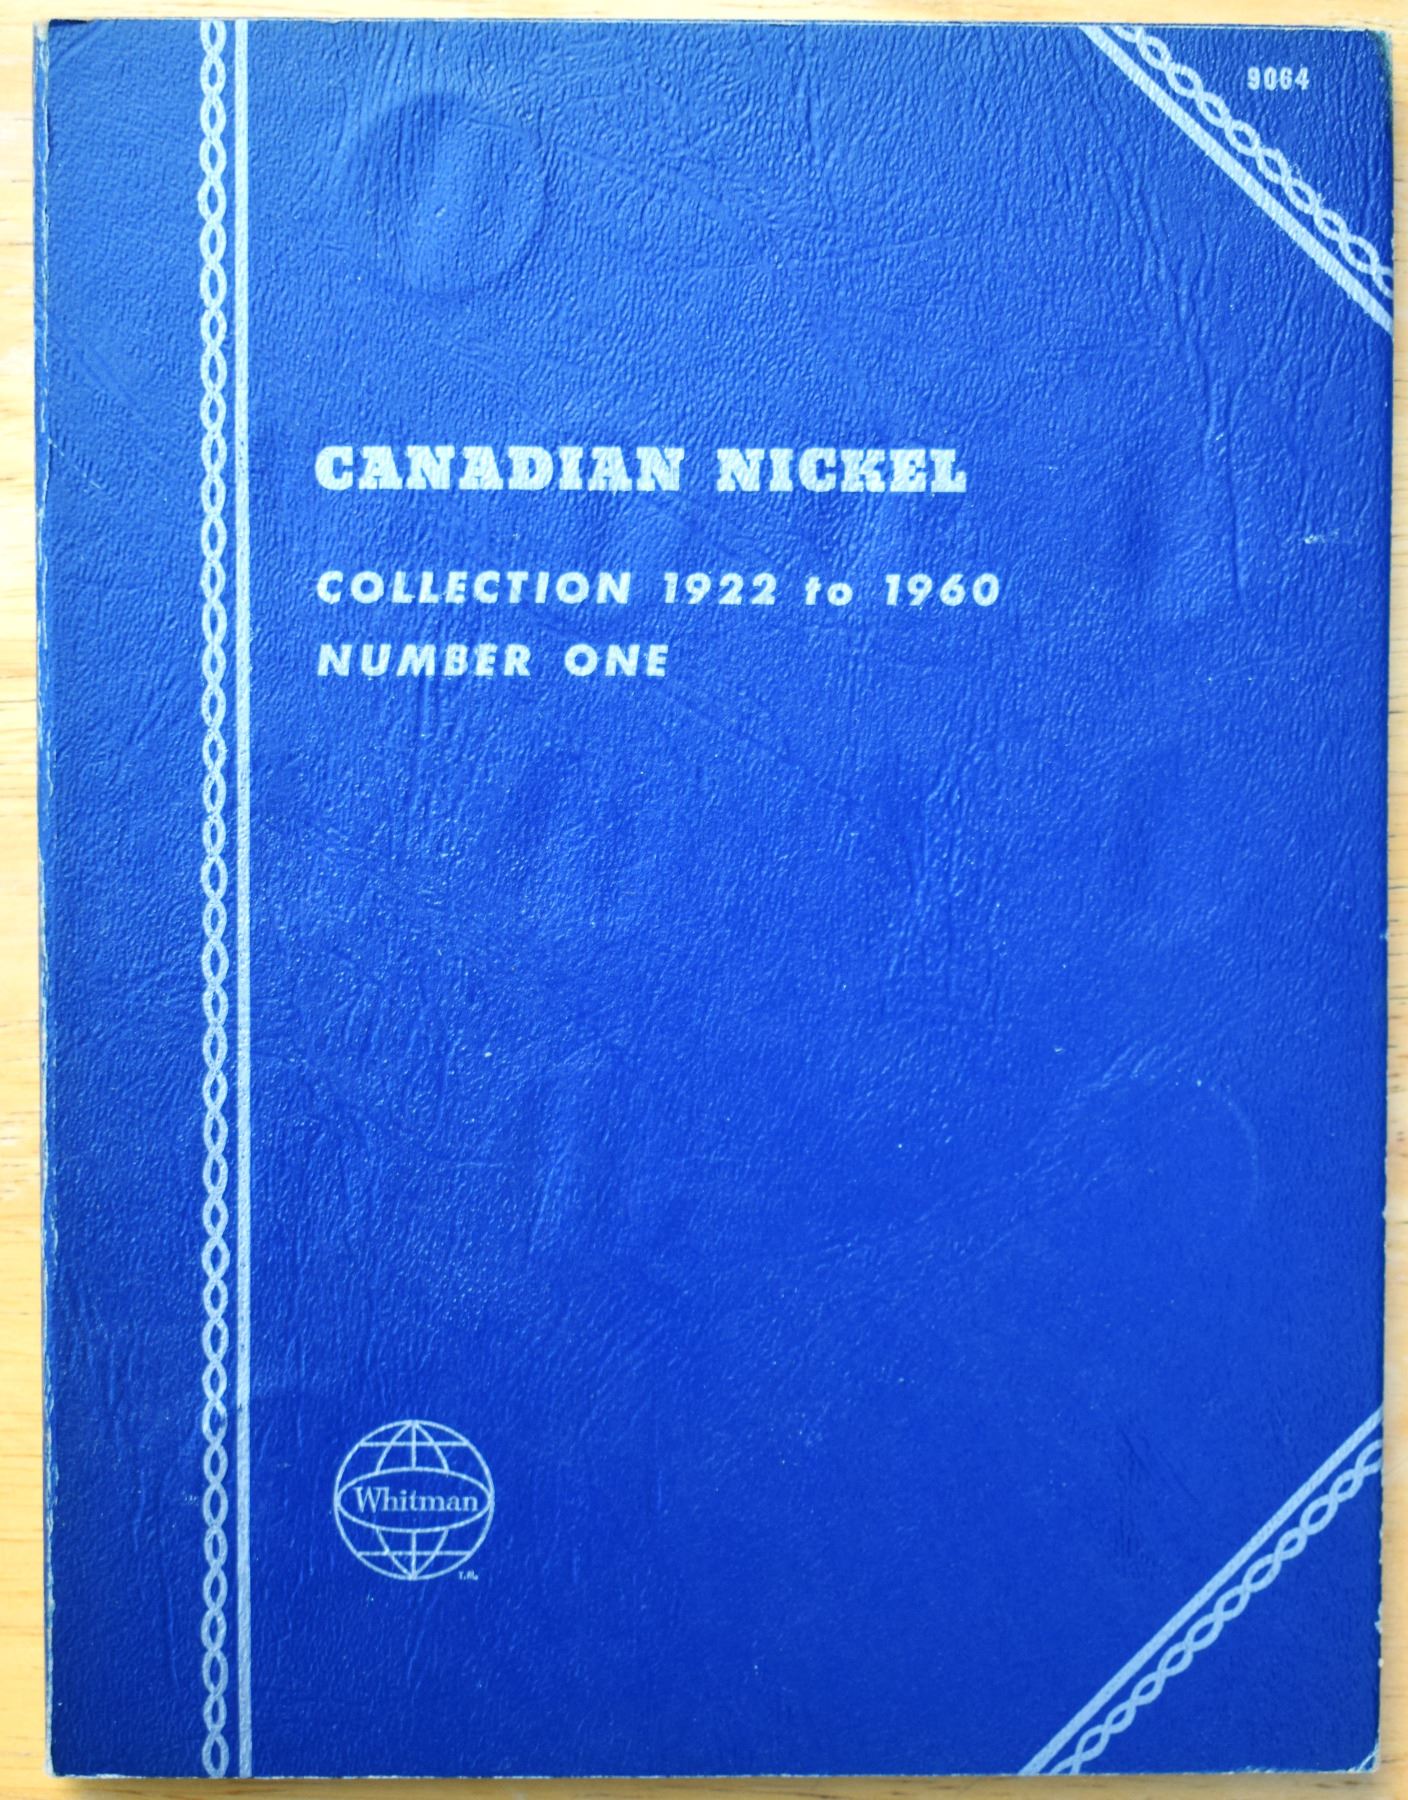 9064
CANADIAN NICKEL
COLLECTION 1922 to 1960
NUMBER ONE
Whitman
T.M.